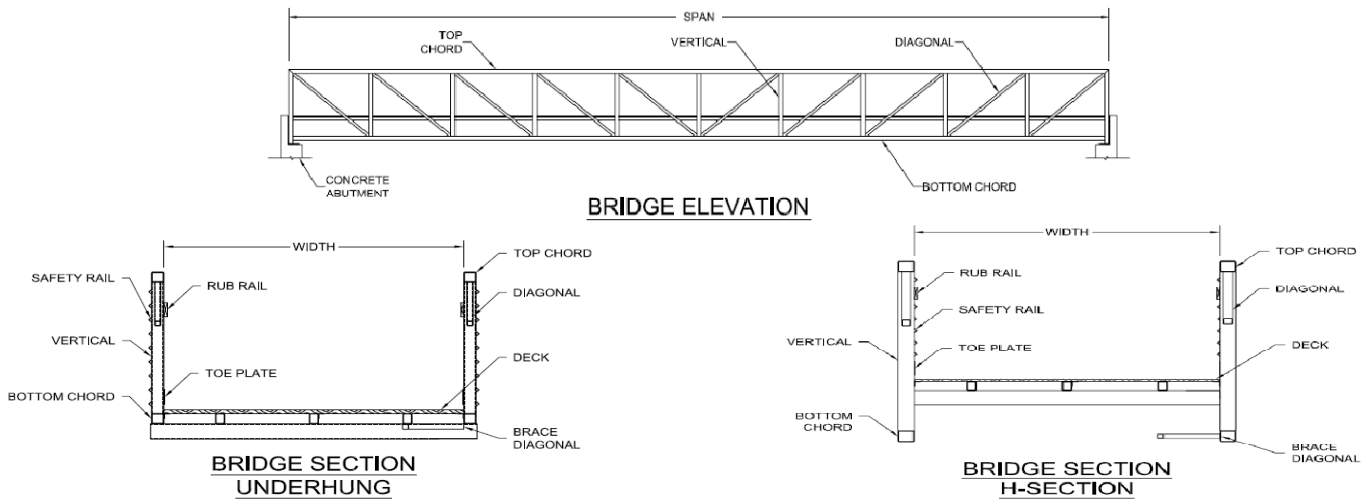 SPAN
TOP
CHORD
VERTICAL
DIAGONAL
CONCRETE
ABUTMENT
BOTTOM CHORD
BRIDGE ELEVATION
WIDTH
SAFETY RAIL
RUB RAIL
VERTICAL
TOE PLATE
BOTTOM CHORD
TOP CHORD
DIAGONAL
DECK
BRACE
DIAGONAL
BRIDGE SECTION
UNDERHUNG
WIDTH
RUB RAIL
SAFETY RAIL
VERTICAL
TOE PLATE
BOTTOM
CHORD
TOP CHORD
DIAGONAL
DECK
BRACE
DIAGONAL
BRIDGE SECTION
H-SECTION